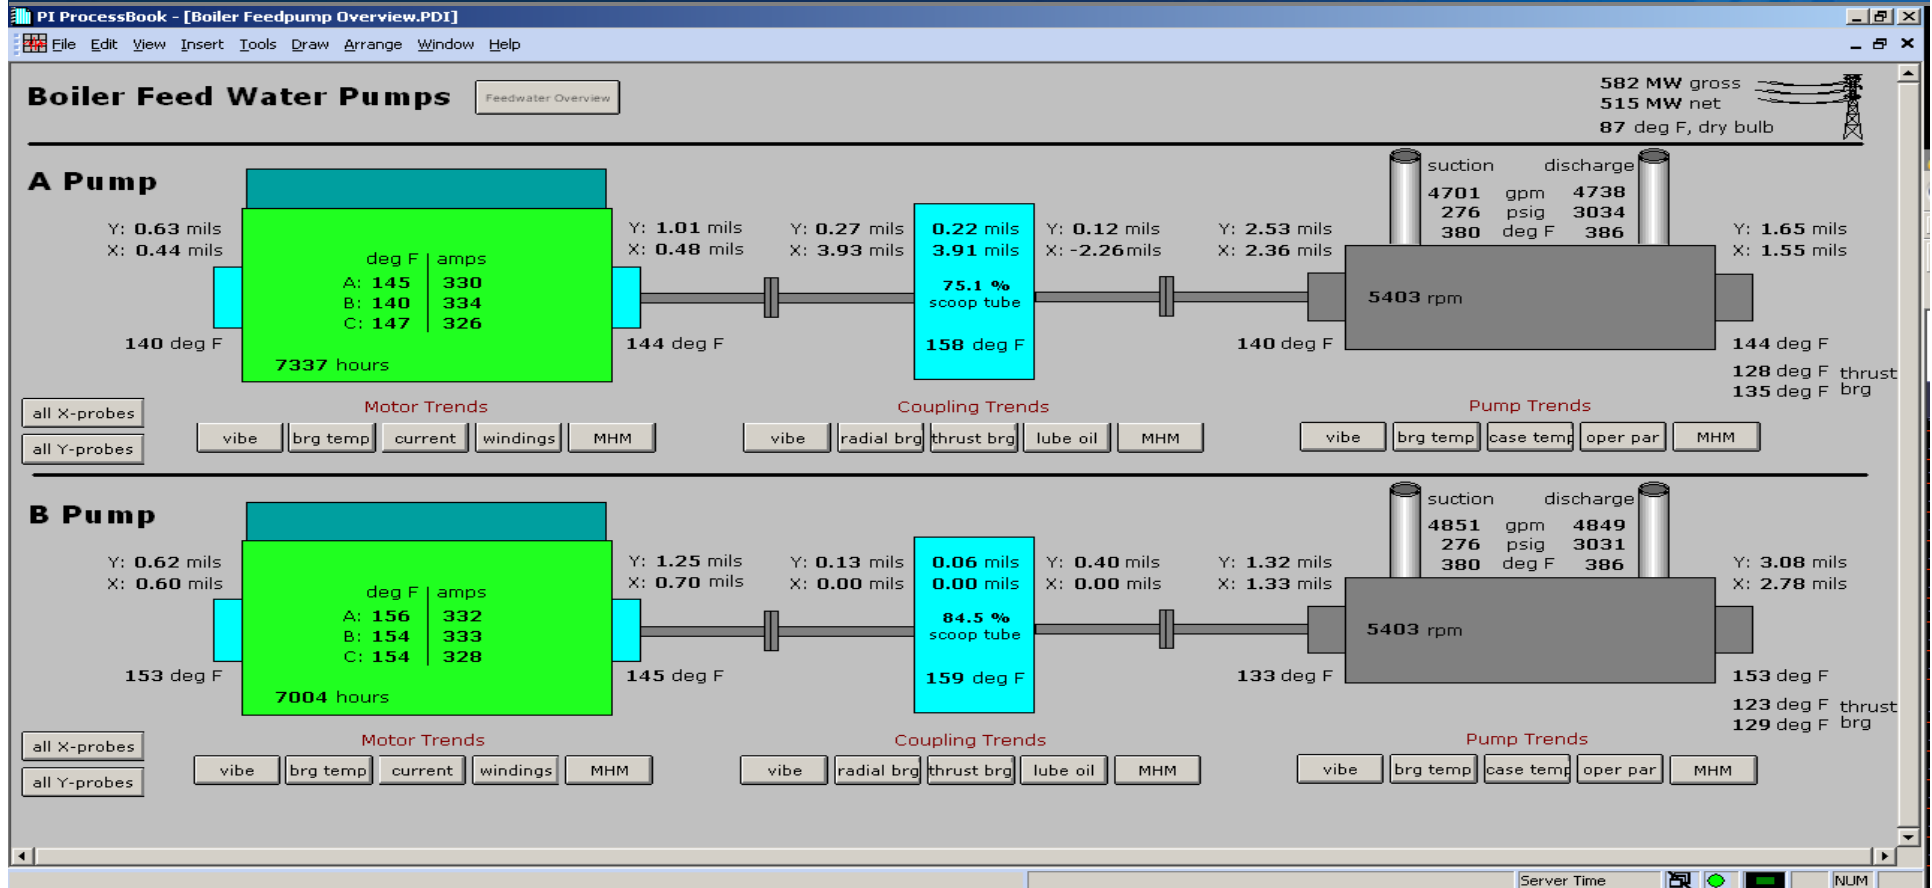 PI ProcessBook - [Boiler Feedpump Overview.PDI]
File Edit View Insert Tools Draw Arrange Window Help
Boiler Feed Water Pumps
Feedwater Overview
582 MW gross
515 MW net
87 deg F, dry bulb
A Pump
suction discharge
4701 gpm 4738
276 psig 3034
380 deg F 386
Y: 0.63 mils
X: 0.44 mils
Y: 1.01 mils
X: 0.48 mils
Y: 0.27 mils
X: 3.93 mils
0.22 mils
3.91 mils
Y: 0.12 mils
X: -2.26mils
Y: 2.53 mils
X: 2.36 mils
Y: 1.65 mils
X: 1.55 mils
deg F amps
A: 145 330
B: 140 334
C: 147 326
75.1 %
scoop tube
5403 rpm
140 deg F
7337 hours
144 deg F
158 deg F
140 deg F
144 deg F
128 deg F thrust
135 deg F brg
all X-probes
all Y-probes
Motor Trends
vibe brg temp current windings MHM
Coupling Trends
vibe radial brg thrust brg lube oil MHM
Pump Trends
vibe brg temp case temp oper par MHM
B Pump
suction discharge
4851 gpm 4849
276 psig 3031
380 deg F 386
Y: 0.62 mils
X: 0.60 mils
Y: 1.25 mils
X: 0.70 mils
Y: 0.13 mils
X: 0.00 mils
0.06 mils
0.00 mils
Y: 0.40 mils
X: 0.00 mils
Y: 1.32 mils
X: 1.33 mils
Y: 3.08 mils
X: 2.78 mils
deg F amps
A: 156 332
B: 154 333
C: 154 328
84.5 %
scoop tube
5403 rpm
153 deg F
7004 hours
145 deg F
159 deg F
133 deg F
153 deg F
123 deg F thrust
129 deg F brg
all X-probes
all Y-probes
Motor Trends
vibe brg temp current windings MHM
Coupling Trends
vibe radial brg thrust brg lube oil MHM
Pump Trends
vibe brg temp case temp oper par MHM
Server Time NUM